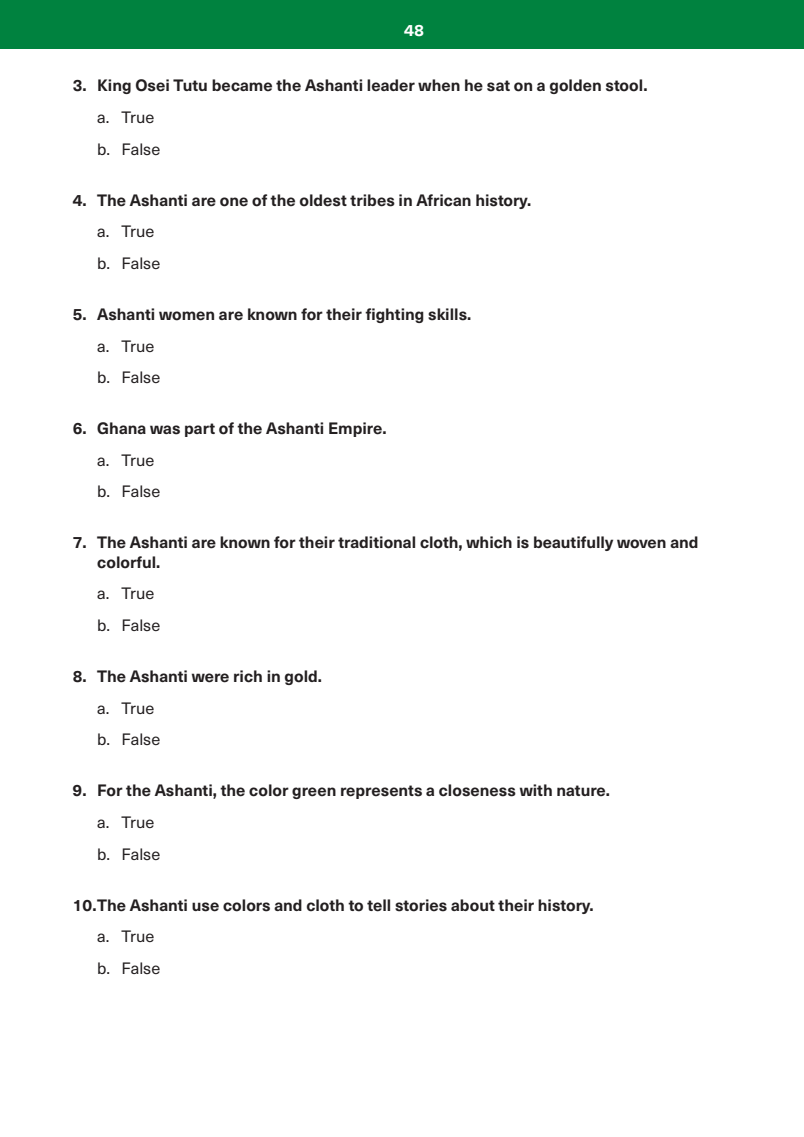 48
3. King Osei Tutu became the Ashanti leader when he sat on a golden stool.
a. True
b. False
4. The Ashanti are one of the oldest tribes in African history.
a. True
b. False
5. Ashanti women are known for their fighting skills.
a. True
b. False
6. Ghana was part of the Ashanti Empire.
a. True
b. False
7. The Ashanti are known for their traditional cloth, which is beautifully woven and
colorful.
a. True
b. False
8. The Ashanti were rich in gold.
a. True
b. False
9. For the Ashanti, the color green represents a closeness with nature.
a. True
b. False
10.The Ashanti use colors and cloth to tell stories about their history.
a. True
b. False